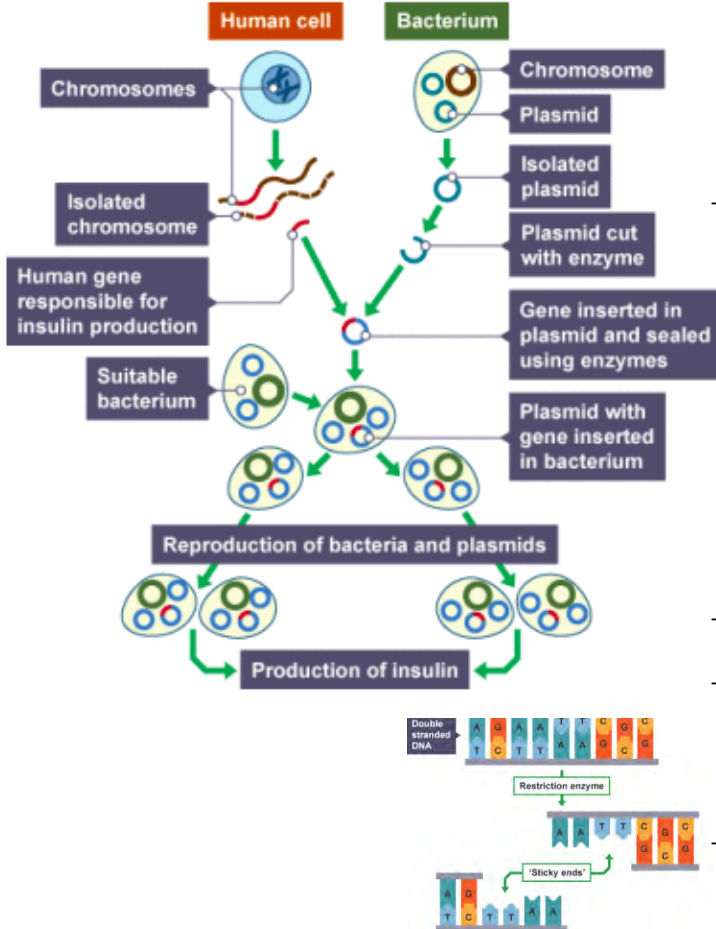 Human cell
Bacterium
Chromosomes
Chromosome
Plasmid
Isolated
plasmid
Isolated
chromosome
Plasmid cut
with enzyme
Human gene
responsible for
insulin production
Gene inserted in
plasmid and sealed
using enzymes
Suitable
bacterium
Plasmid with
gene inserted
in bacterium
Reproduction of bacteria and plasmids
Production of insulin
Double
stranded
DNA
A G A A T T C G C
T C T T A A G C G
Restriction enzyme
A A T T C G C
G C G
'Sticky ends'
A G
T C T T A A